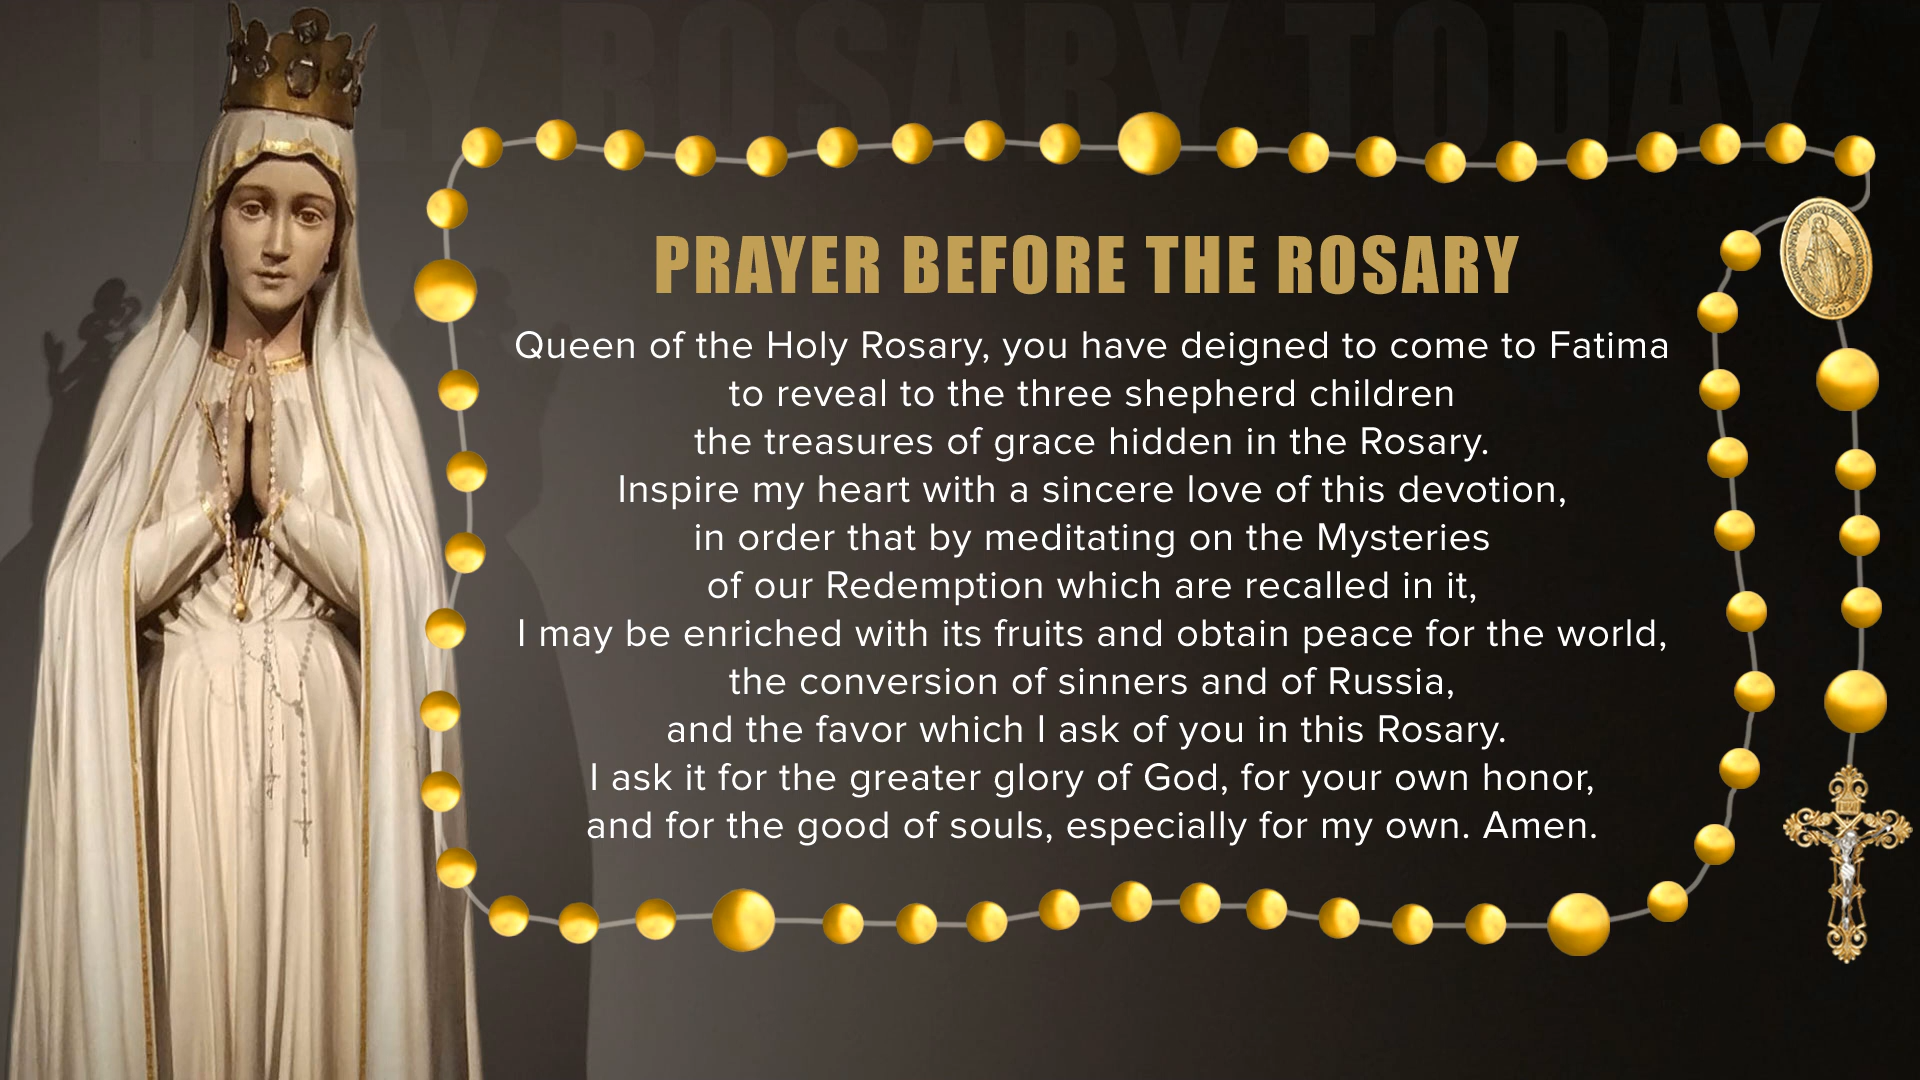 HOLY ROSARY TODAY
PRAYER BEFORE THE ROSARY
Queen of the Holy Rosary, you have deigned to come to Fatima
to reveal to the three shepherd children
the treasures of grace hidden in the Rosary.
Inspire my heart with a sincere love of this devotion,
in order that by meditating on the Mysteries
of our Redemption which are recalled in it,
I may be enriched with its fruits and obtain peace for the world,
the conversion of sinners and of Russia,
and the favor which I ask of you in this Rosary.
I ask it for the greater glory of God, for your own honor,
and for the good of souls, especially for my own. Amen.